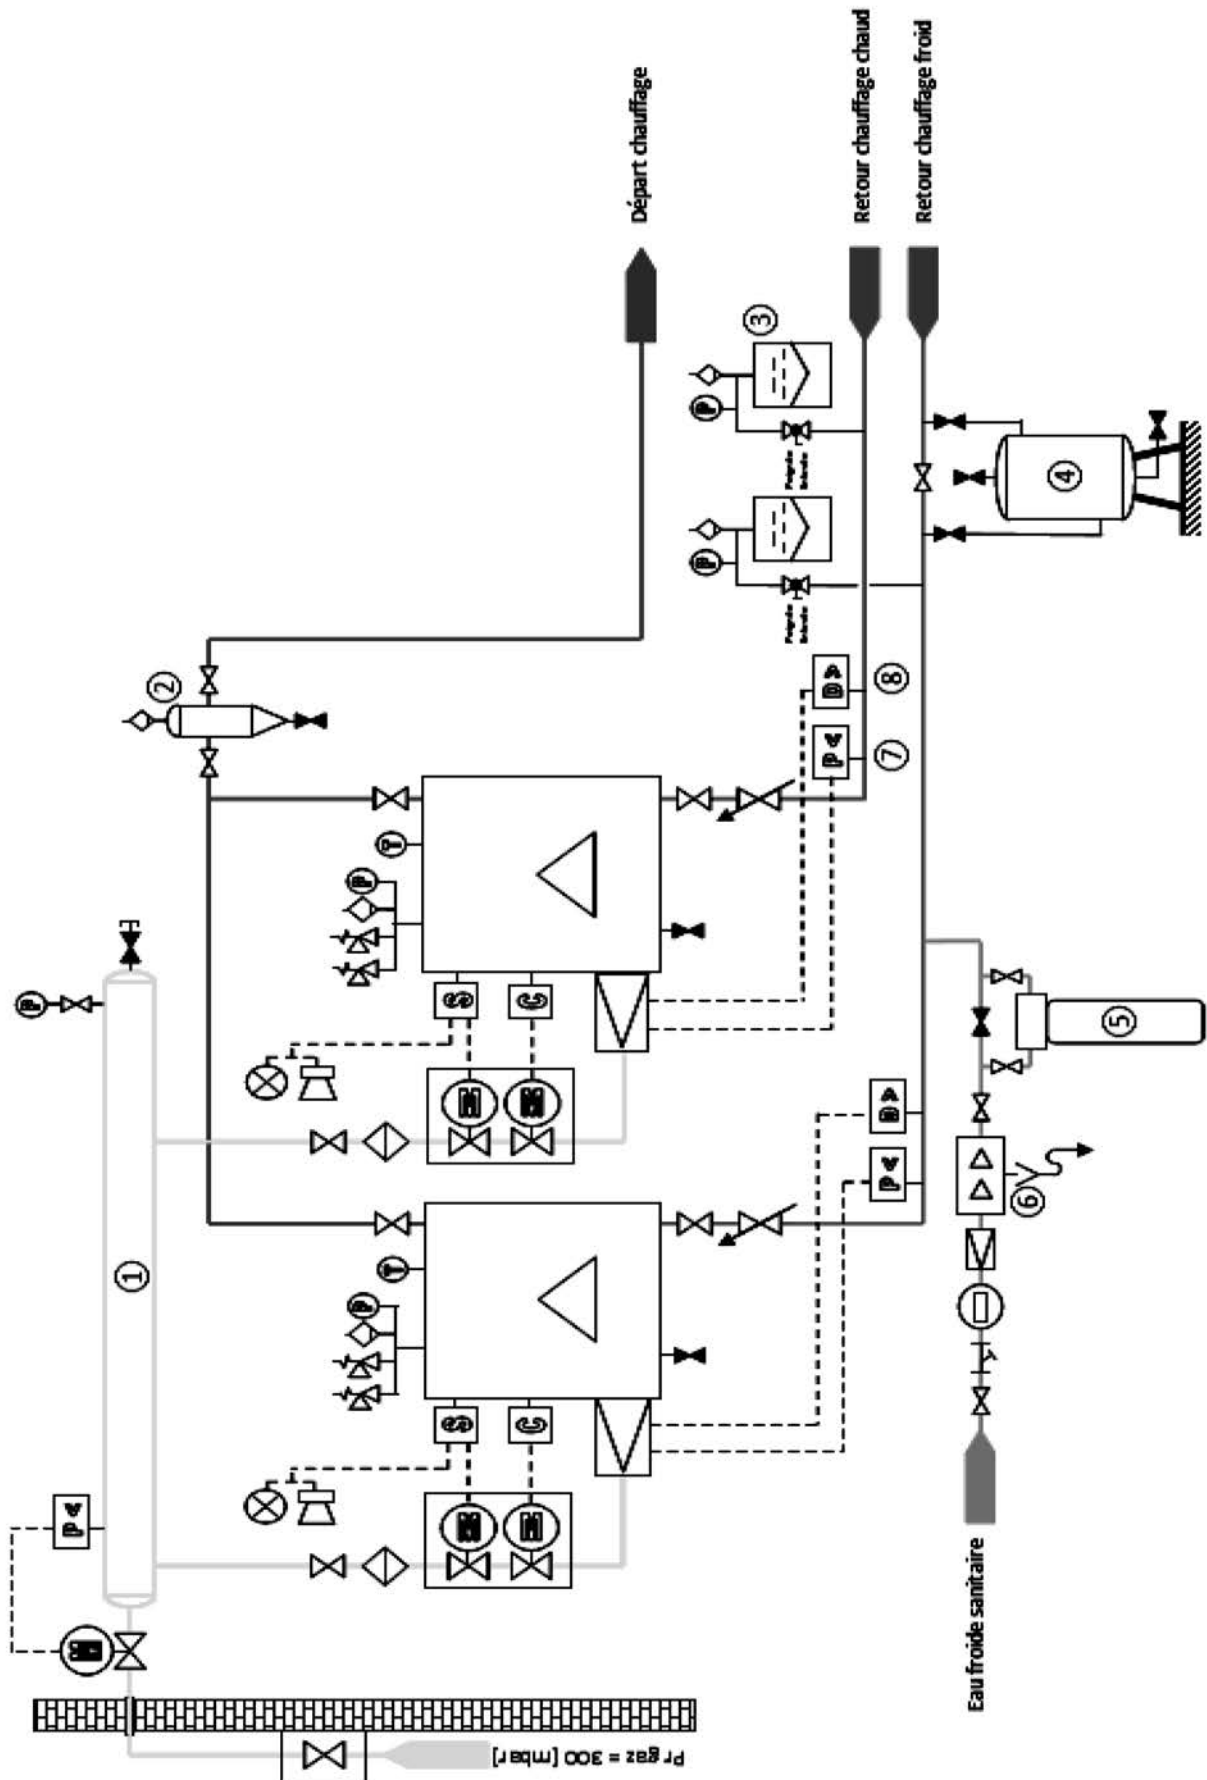 P
M
P v
1
2
T
P
T
P
S
C
M
M
S
C
M
M
Pr gaz = 300 [mbar]
Départ chauffage
P
P
3
P v
7
8
Retour chauffage chaud
P v
Retour chauffage froid
Eau froide sanitaire
6
5
4